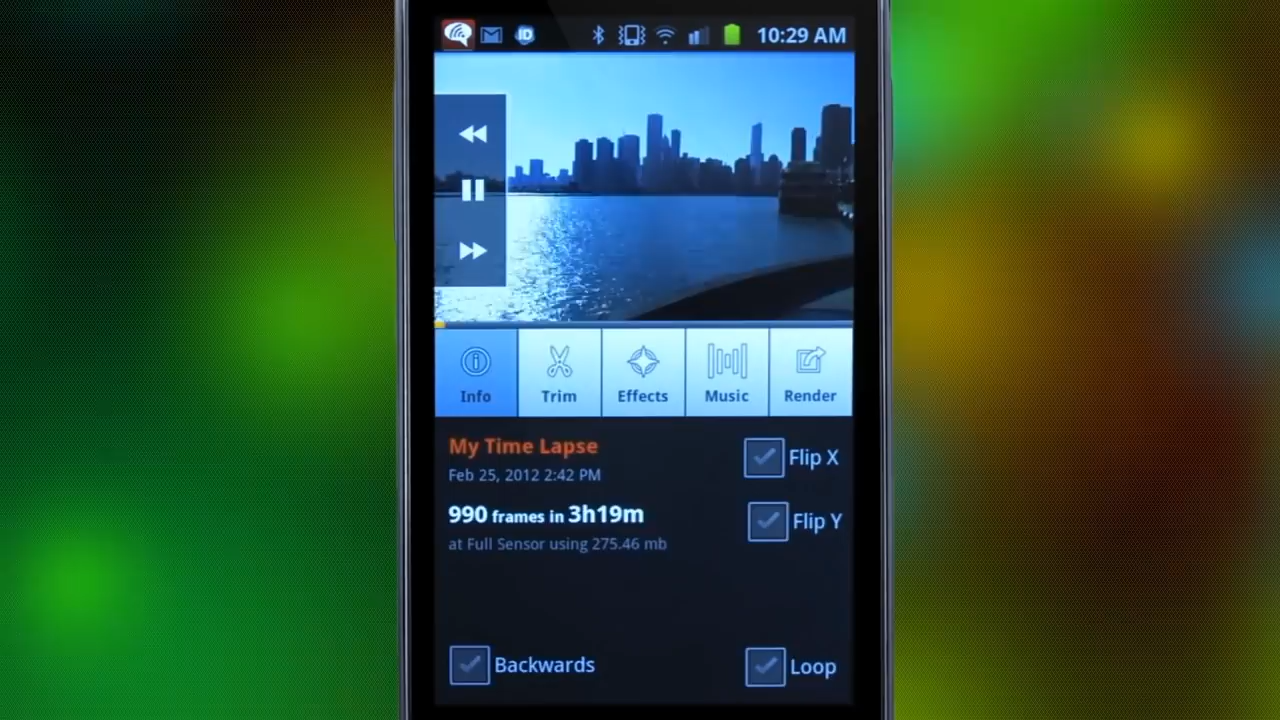 ID
10:29 AM
Info
Trim
Effects
Music
Render
My Time Lapse
Feb 25, 2012 2:42 PM
Flip X
990 frames in 3h19m
Flip Y
at Full Sensor using 275.46 mb
Backwards
Loop